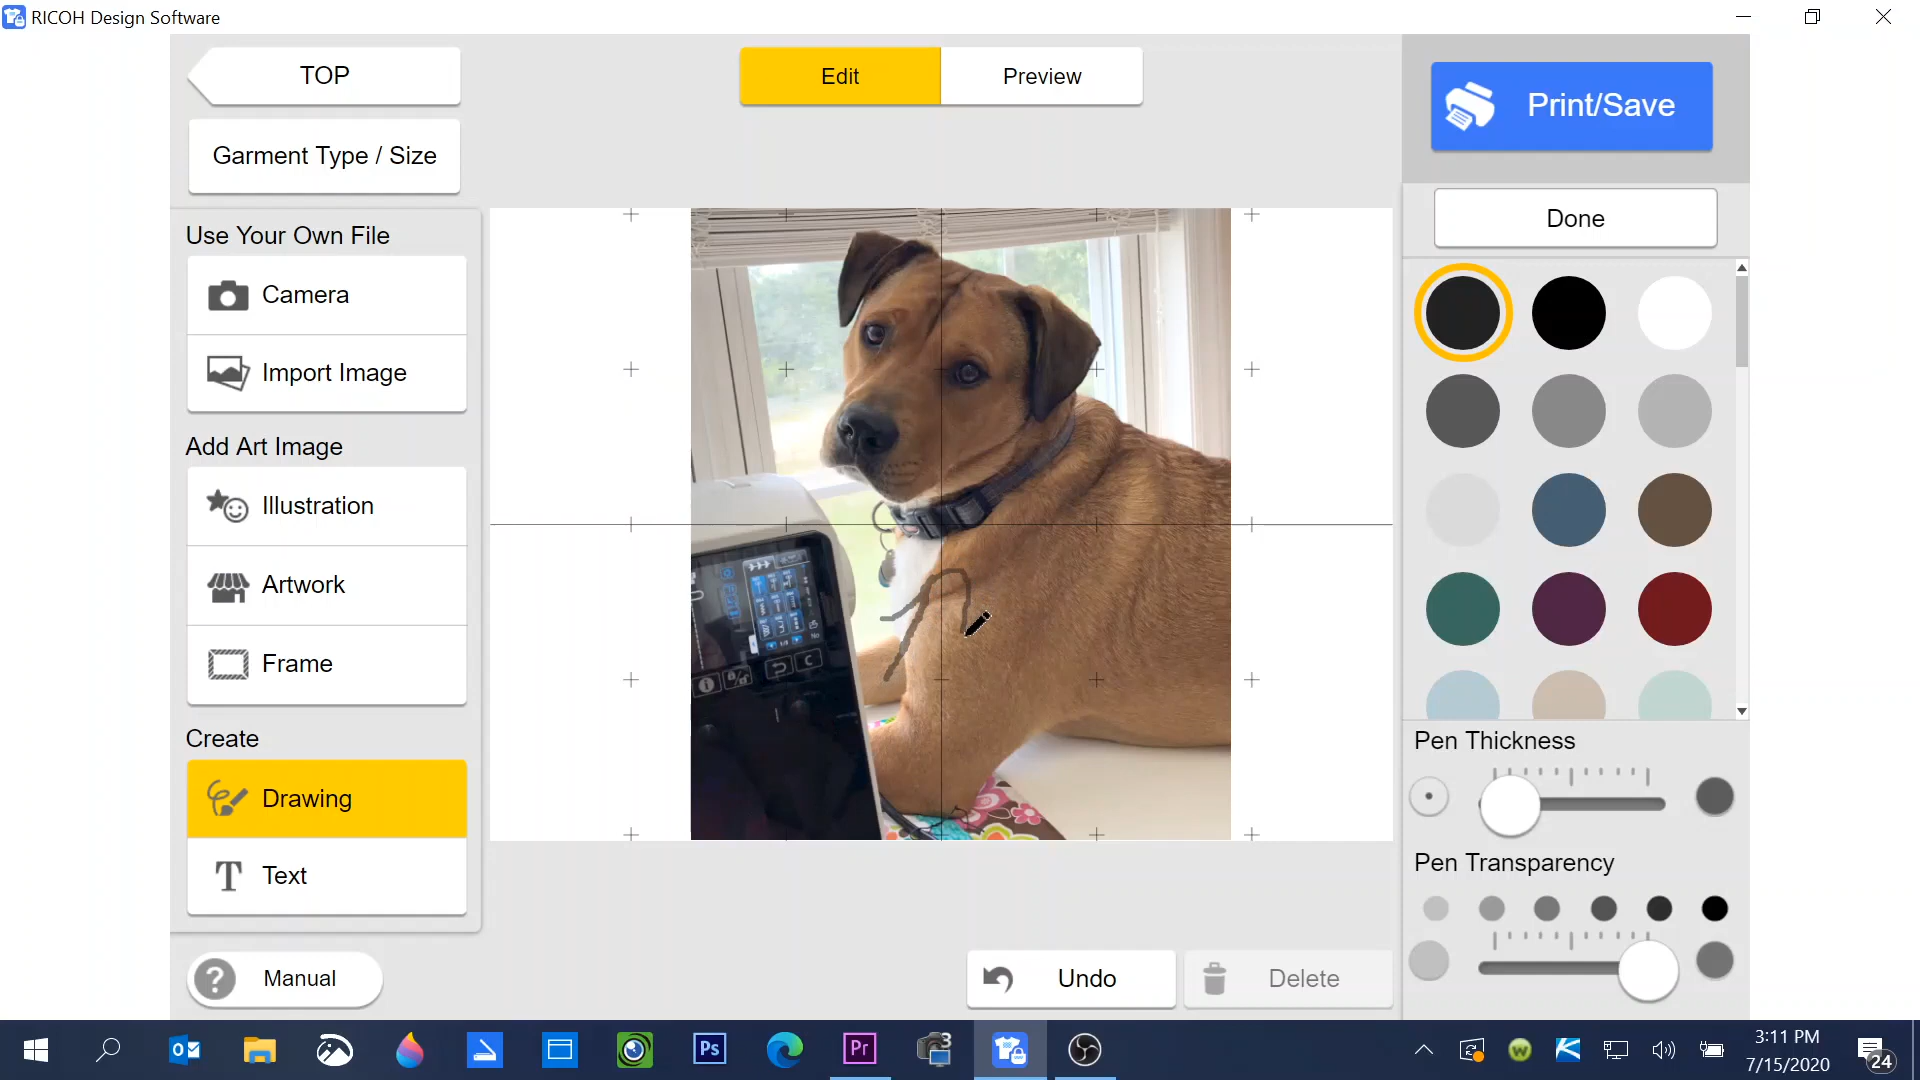 RICOH Design Software
TOP
Edit
Preview
Print/Save
Garment Type / Size
Done
Use Your Own File
Camera
Import Image
Add Art Image
Illustration
Artwork
Frame
Create
Drawing
Text
Pen Thickness
Pen Transparency
Manual
Undo
Delete
3:11 PM
7/15/2020
24